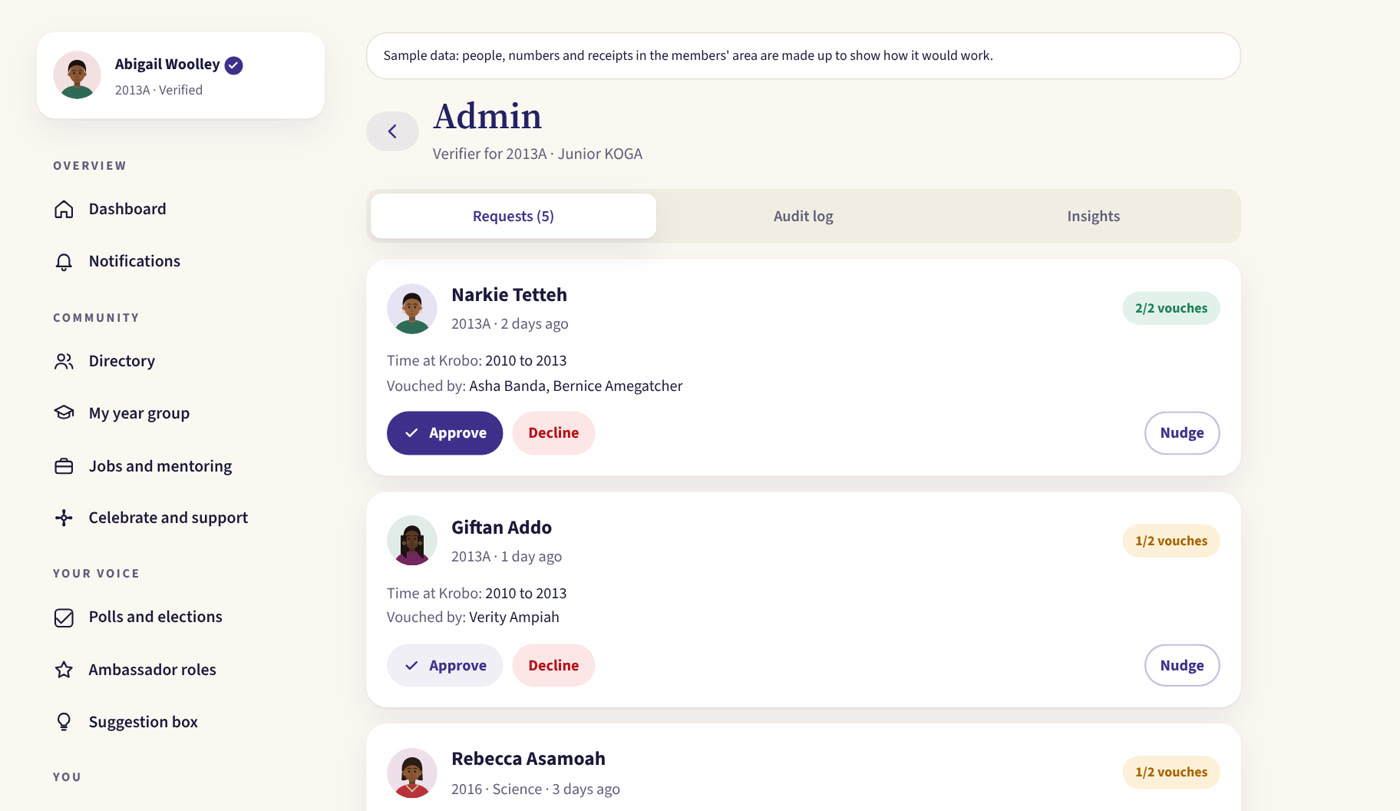 Abigail Woolley
2013A · Verified
OVERVIEW
Dashboard
Notifications
COMMUNITY
Directory
My year group
Jobs and mentoring
Celebrate and support
YOUR VOICE
Polls and elections
Ambassador roles
Suggestion box
YOU
Sample data: people, numbers and receipts in the members' area are made up to show how it would work.
Admin
Verifier for 2013A · Junior KOGA
Requests (5)
Audit log
Insights
Narkie Tetteh
2013A · 2 days ago
2/2 vouches
Time at Krobo: 2010 to 2013
Vouched by: Asha Banda, Bernice Amegatcher
Approve
Decline
Nudge
Giftan Addo
2013A · 1 day ago
1/2 vouches
Time at Krobo: 2010 to 2013
Vouched by: Verity Ampiah
Approve
Decline
Nudge
Rebecca Asamoah
2016 · Science · 3 days ago
1/2 vouches